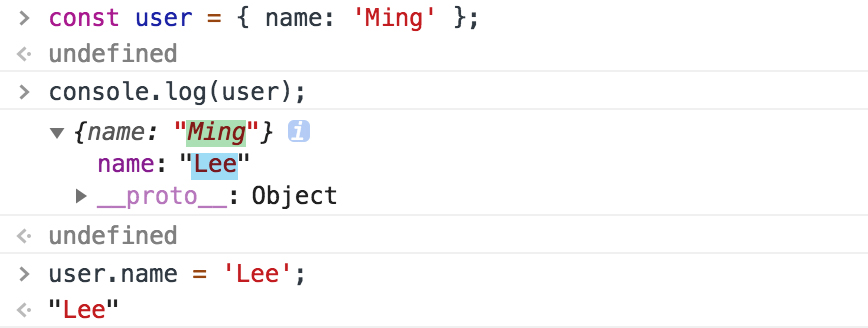 > const user = { name: 'Ming' };
undefined
> console.log(user);
▼ {name: "Ming"} i
name: "Lee"
▶ __proto__: Object
undefined
> user.name = 'Lee';
"Lee"